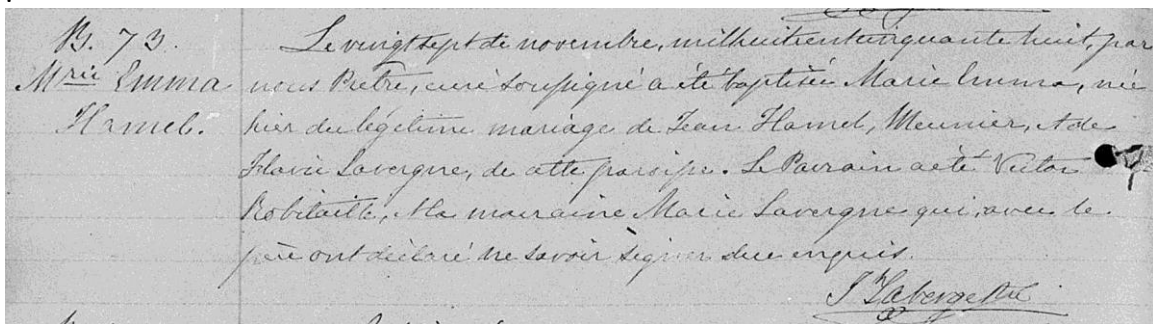 B. 73.
Mrie Emma
Hamel.
Le vingt sept de novembre, mil huit cent cinquante huit, par
nous Prêtre, curé soussigné a été baptisée Marie Emma, née
hier du légitime mariage de Jean Hamel, Meunier, et de
Flavie Lavergne, de cette paroisse. Le Parrain a été Victor
Robitaille, et la marraine Marie Lavergne qui, avec le
père ont déclaré ne savoir signer de ce enquis.